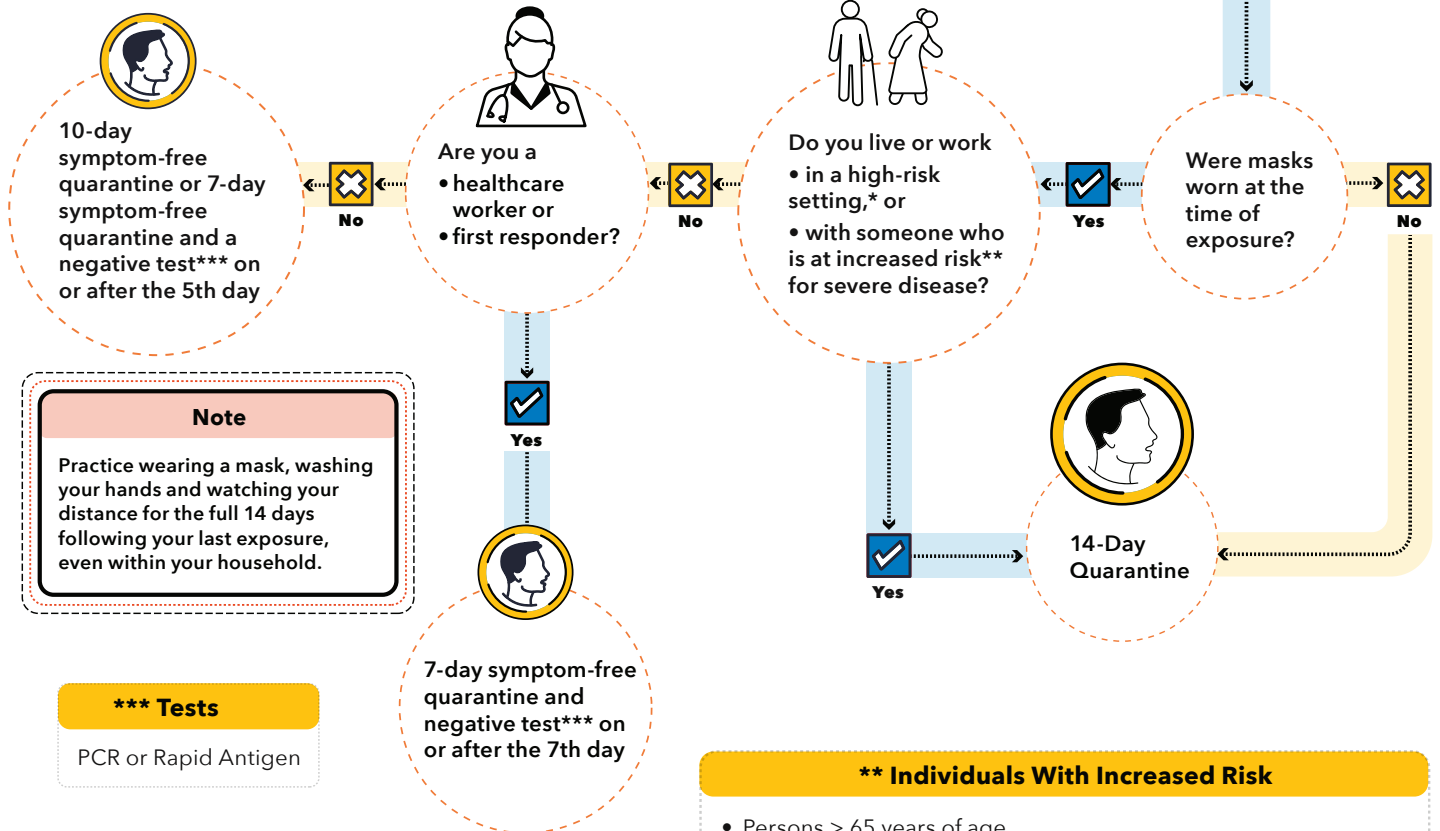 10-day
symptom-free
quarantine or 7-day
symptom-free
quarantine and a
negative test*** on
or after the 5th day
No
Are you a
• healthcare
worker or
• first responder?
No
Do you live or work
• in a high-risk
setting,* or
• with someone who
is at increased risk**
for severe disease?
Yes
Were masks
worn at the
time of
exposure?
No
Note
Practice wearing a mask, washing
your hands and watching your
distance for the full 14 days
following your last exposure,
even within your household.
Yes
Yes
14-Day
Quarantine
7-day symptom-free
quarantine and
negative test*** on
or after the 7th day
*** Tests
PCR or Rapid Antigen
** Individuals With Increased Risk
• Persons > 65 years of age